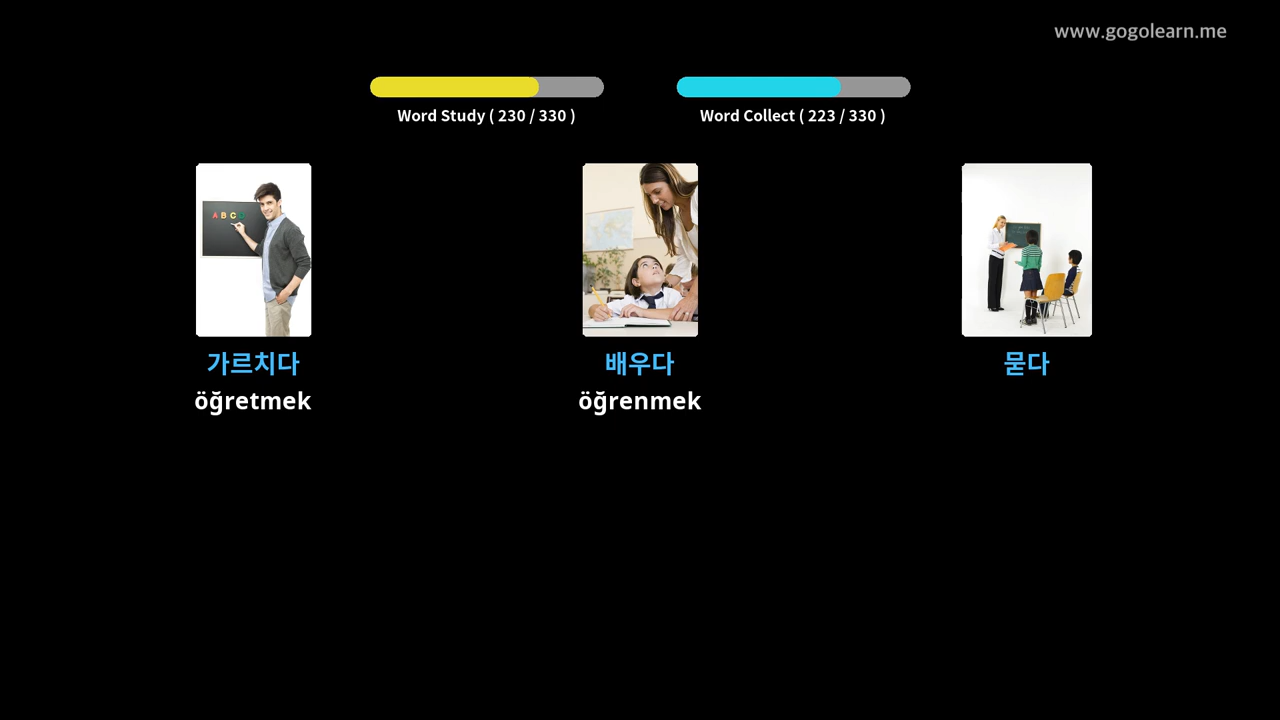 www.gogolearn.me
Word Study ( 230 / 330 )
Word Collect ( 223 / 330 )
A B C D
가르치다
배우다
묻다
öğretmek
öğrenmek